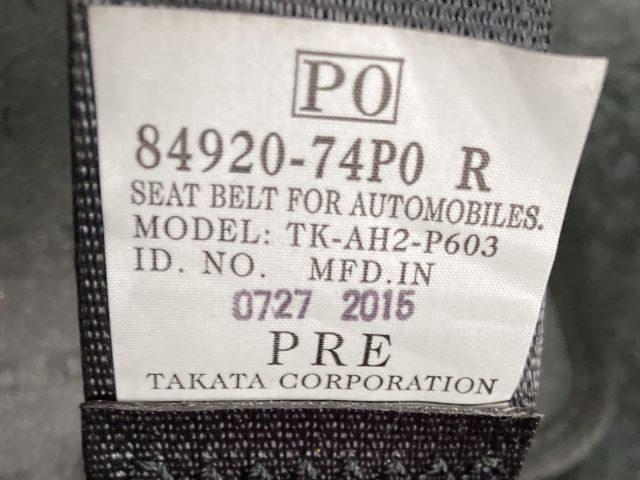 PO
84920-74P0 R
SEAT BELT FOR AUTOMOBILES.
MODEL: TK-AH2-P603
ID. NO. MFD.IN
0727 2015
PRE
TAKATA CORPORATION